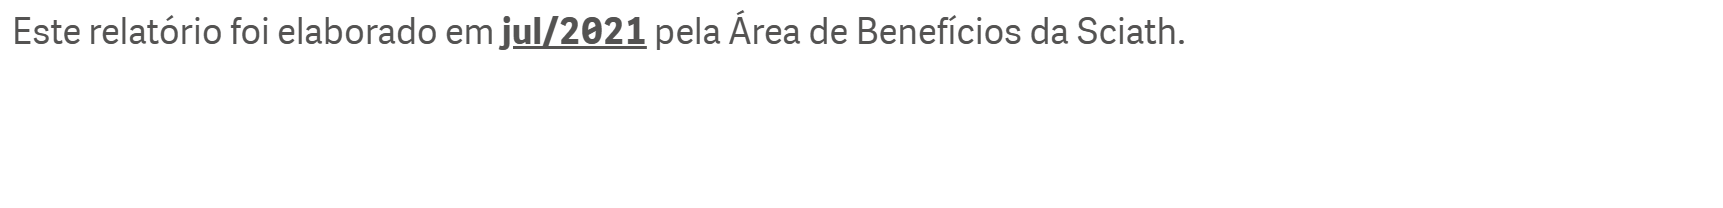 Este relatório foi elaborado em jul/2021 pela Área de Benefícios da Sciath.